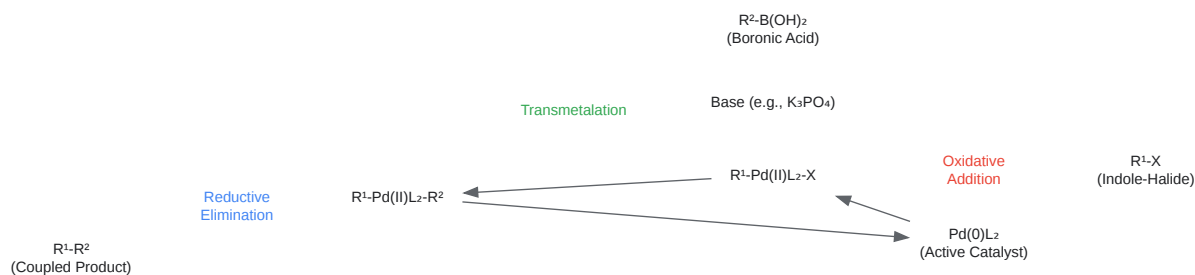 R²-B(OH)₂
(Boronic Acid)
Transmetalation
Base (e.g., K₃PO₄)
Oxidative
Addition
R¹-X
(Indole-Halide)
R¹-Pd(II)L₂-X
Reductive
Elimination
R¹-Pd(II)L₂-R²
Pd(0)L₂
(Active Catalyst)
R¹-R²
(Coupled Product)